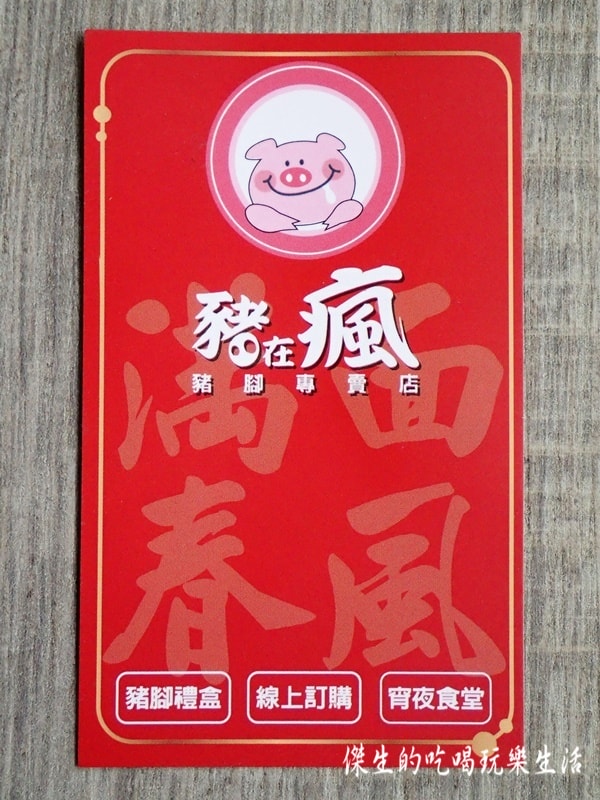 豬在瘋
豬腳專賣店
滿面
春風
豬腳禮盒 線上訂購 宵夜食堂
傑生的吃喝玩樂生活